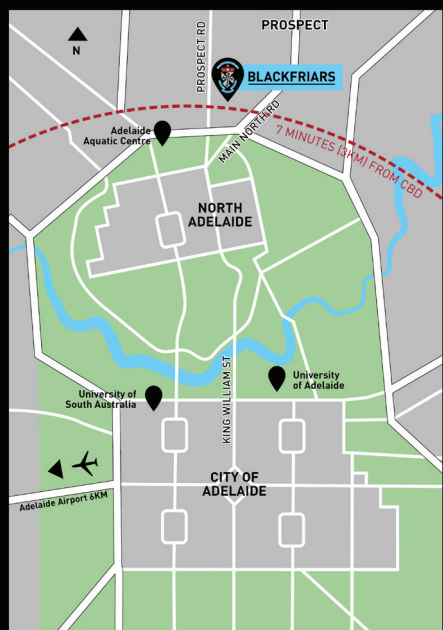 PROSPECT
N
PROSPECT RD
BLACKFRIARS
MAIN NORTH RD
7 MINUTES (3KM) FROM CBD
Adelaide
Aquatic Centre
NORTH
ADELAIDE
KING WILLIAM ST
University
of Adelaide
University of
South Australia
CITY OF
ADELAIDE
Adelaide Airport 6KM